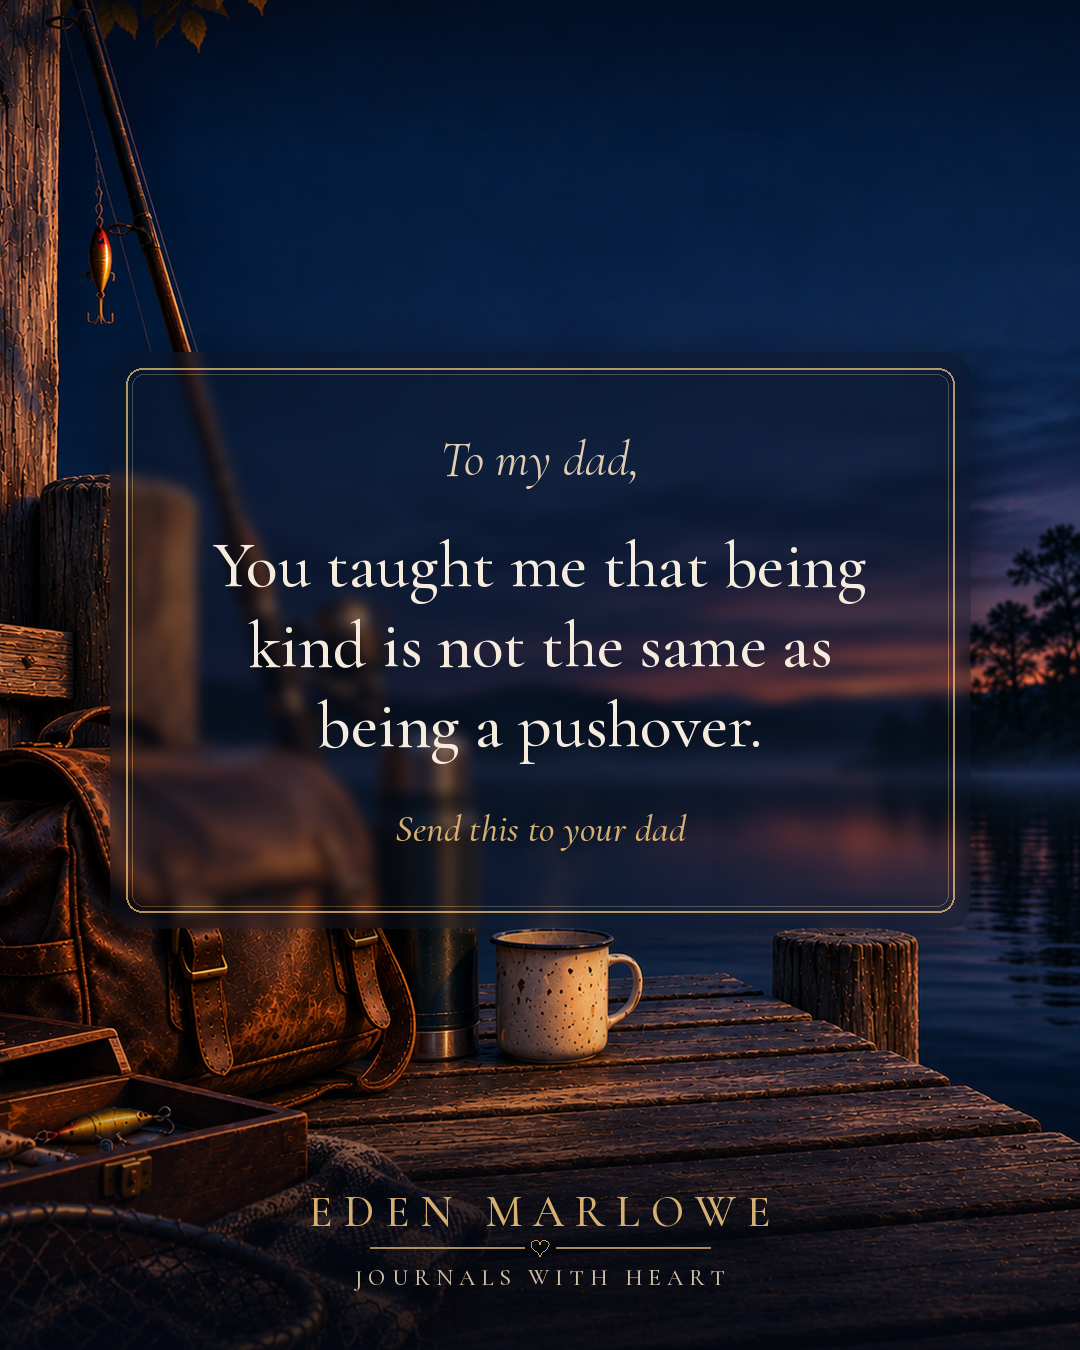 To my dad,
You taught me that being
kind is not the same as
being a pushover.
Send this to your dad
EDEN MARLOWE
JOURNALS WITH HEART